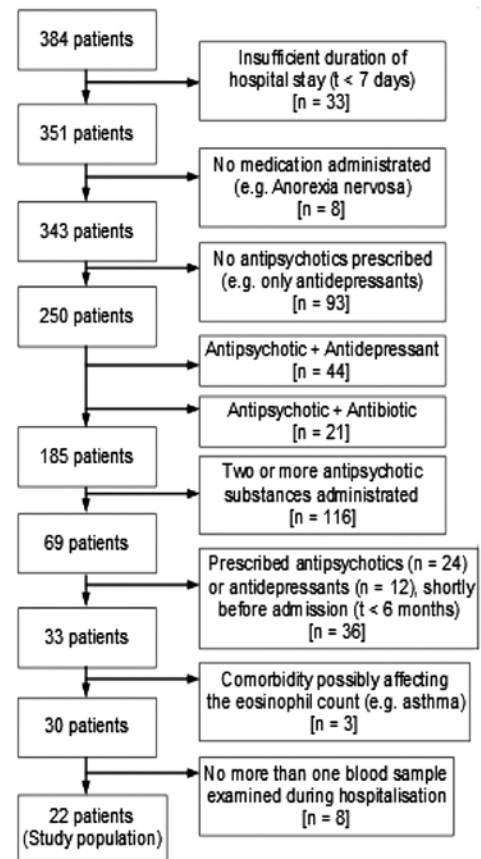 384 patients
Insufficient duration of
hospital stay (t < 7 days)
[n = 33]
351 patients
No medication administrated
(e.g. Anorexia nervosa)
[n = 8]
343 patients
No antipsychotics prescribed
(e.g. only antidepressants)
[n = 93]
250 patients
Antipsychotic + Antidepressant
[n = 44]
Antipsychotic + Antibiotic
[n = 21]
185 patients
Two or more antipsychotic
substances administrated
[n = 116]
69 patients
Prescribed antipsychotics (n = 24)
or antidepressants (n = 12), shortly
before admission (t < 6 months)
[n = 36]
33 patients
Comorbidity possibly affecting
the eosinophil count (e.g. asthma)
[n = 3]
30 patients
No more than one blood sample
examined during hospitalisation
[n = 8]
22 patients
(Study population)